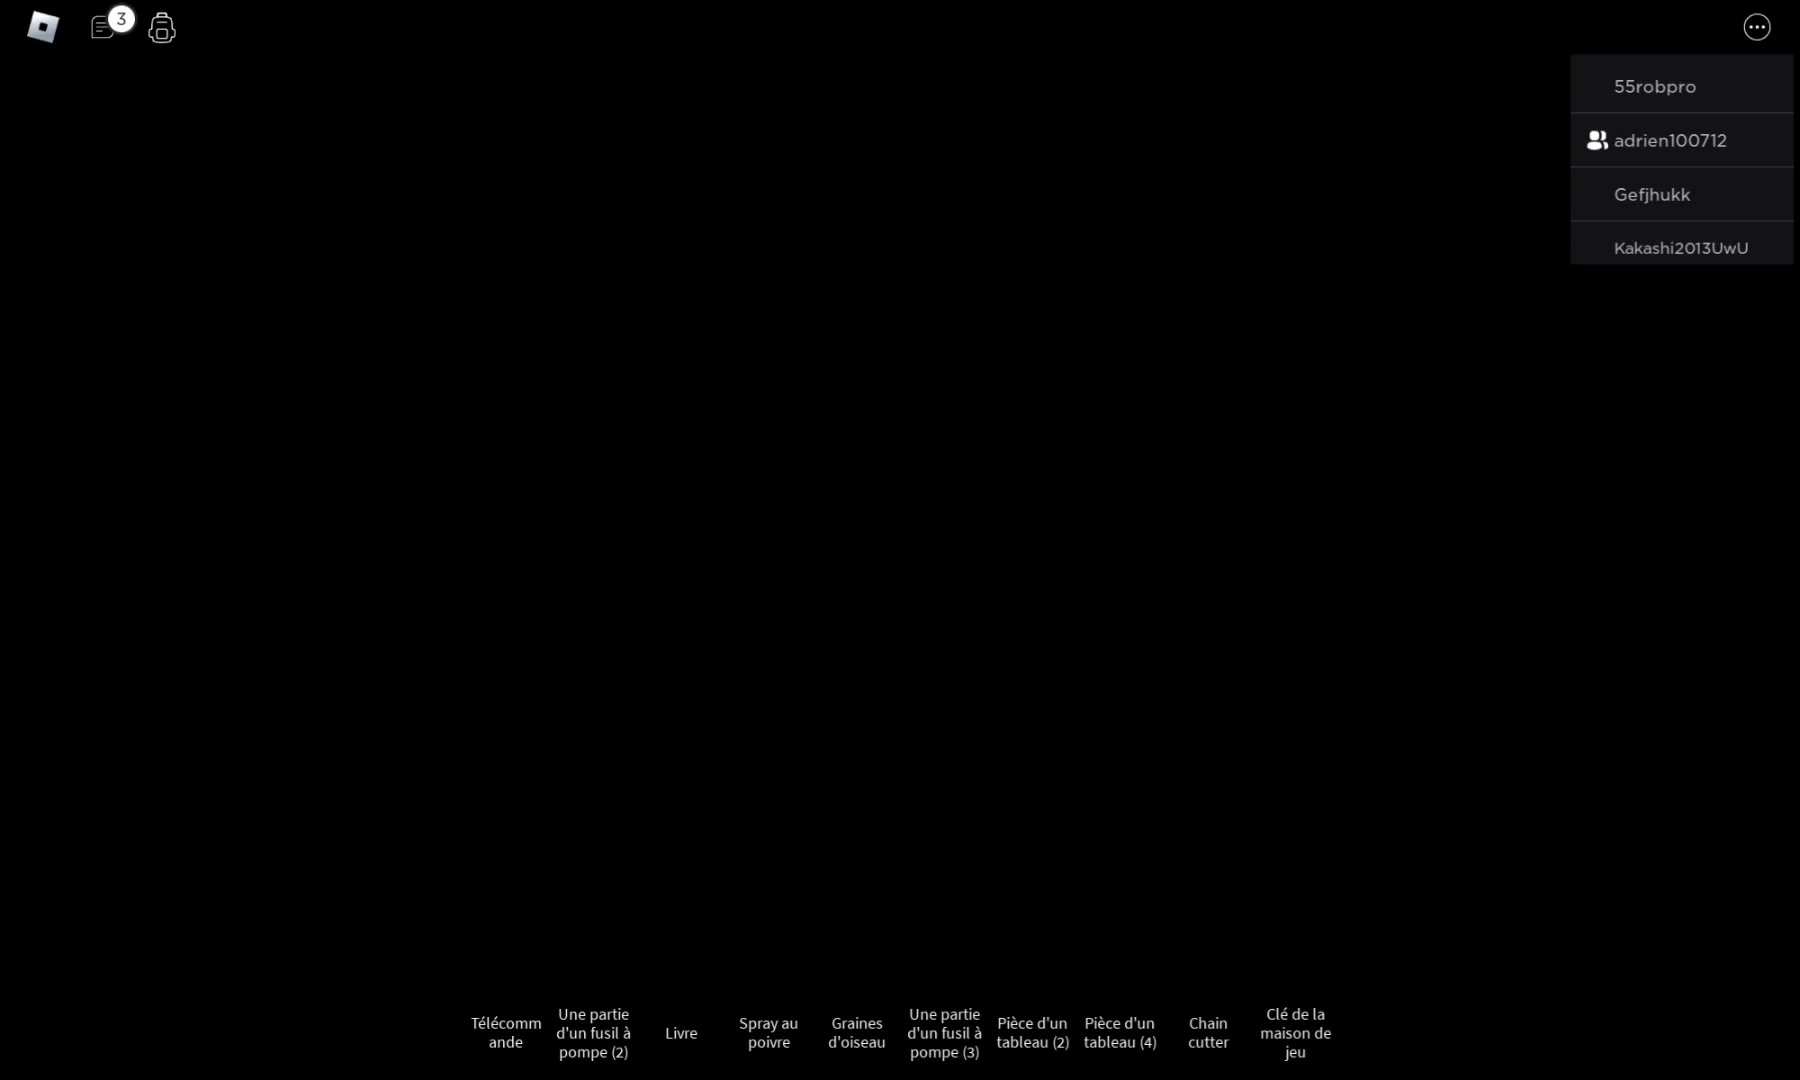 3
55robpro
adrien100712
Gefjhukk
Kakashi2013UwU
Télécomm
ande
Une partie
d'un fusil à
pompe (2)
Livre
Spray au
poivre
Graines
d'oiseau
Une partie
d'un fusil à
pompe (3)
Pièce d'un
tableau (2)
Pièce d'un
tableau (4)
Chain
cutter
Clé de la
maison de
jeu